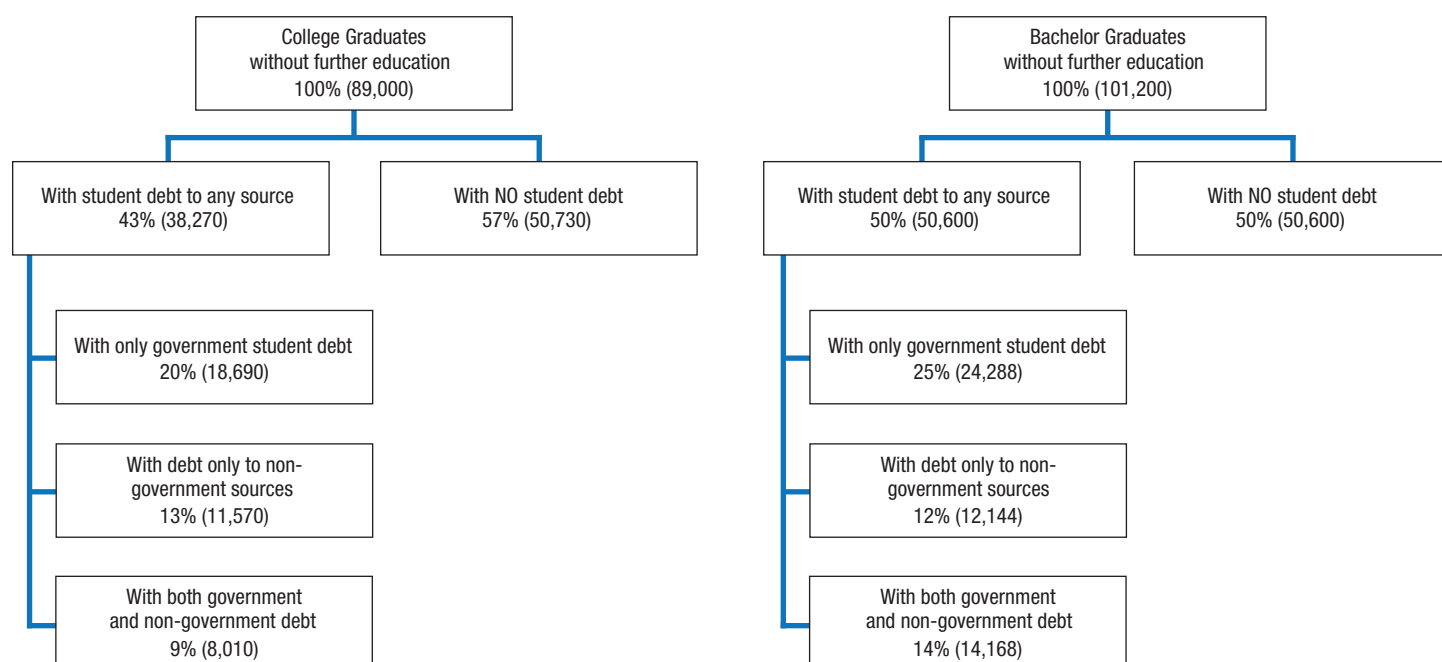 College Graduates
without further education
100% (89,000)
With student debt to any source
43% (38,270)
With NO student debt
57% (50,730)
With only government student debt
20% (18,690)
With debt only to non-
government sources
13% (11,570)
With both government
and non-government debt
9% (8,010)
Bachelor Graduates
without further education
100% (101,200)
With student debt to any source
50% (50,600)
With NO student debt
50% (50,600)
With only government student debt
25% (24,288)
With debt only to non-
government sources
12% (12,144)
With both government
and non-government debt
14% (14,168)